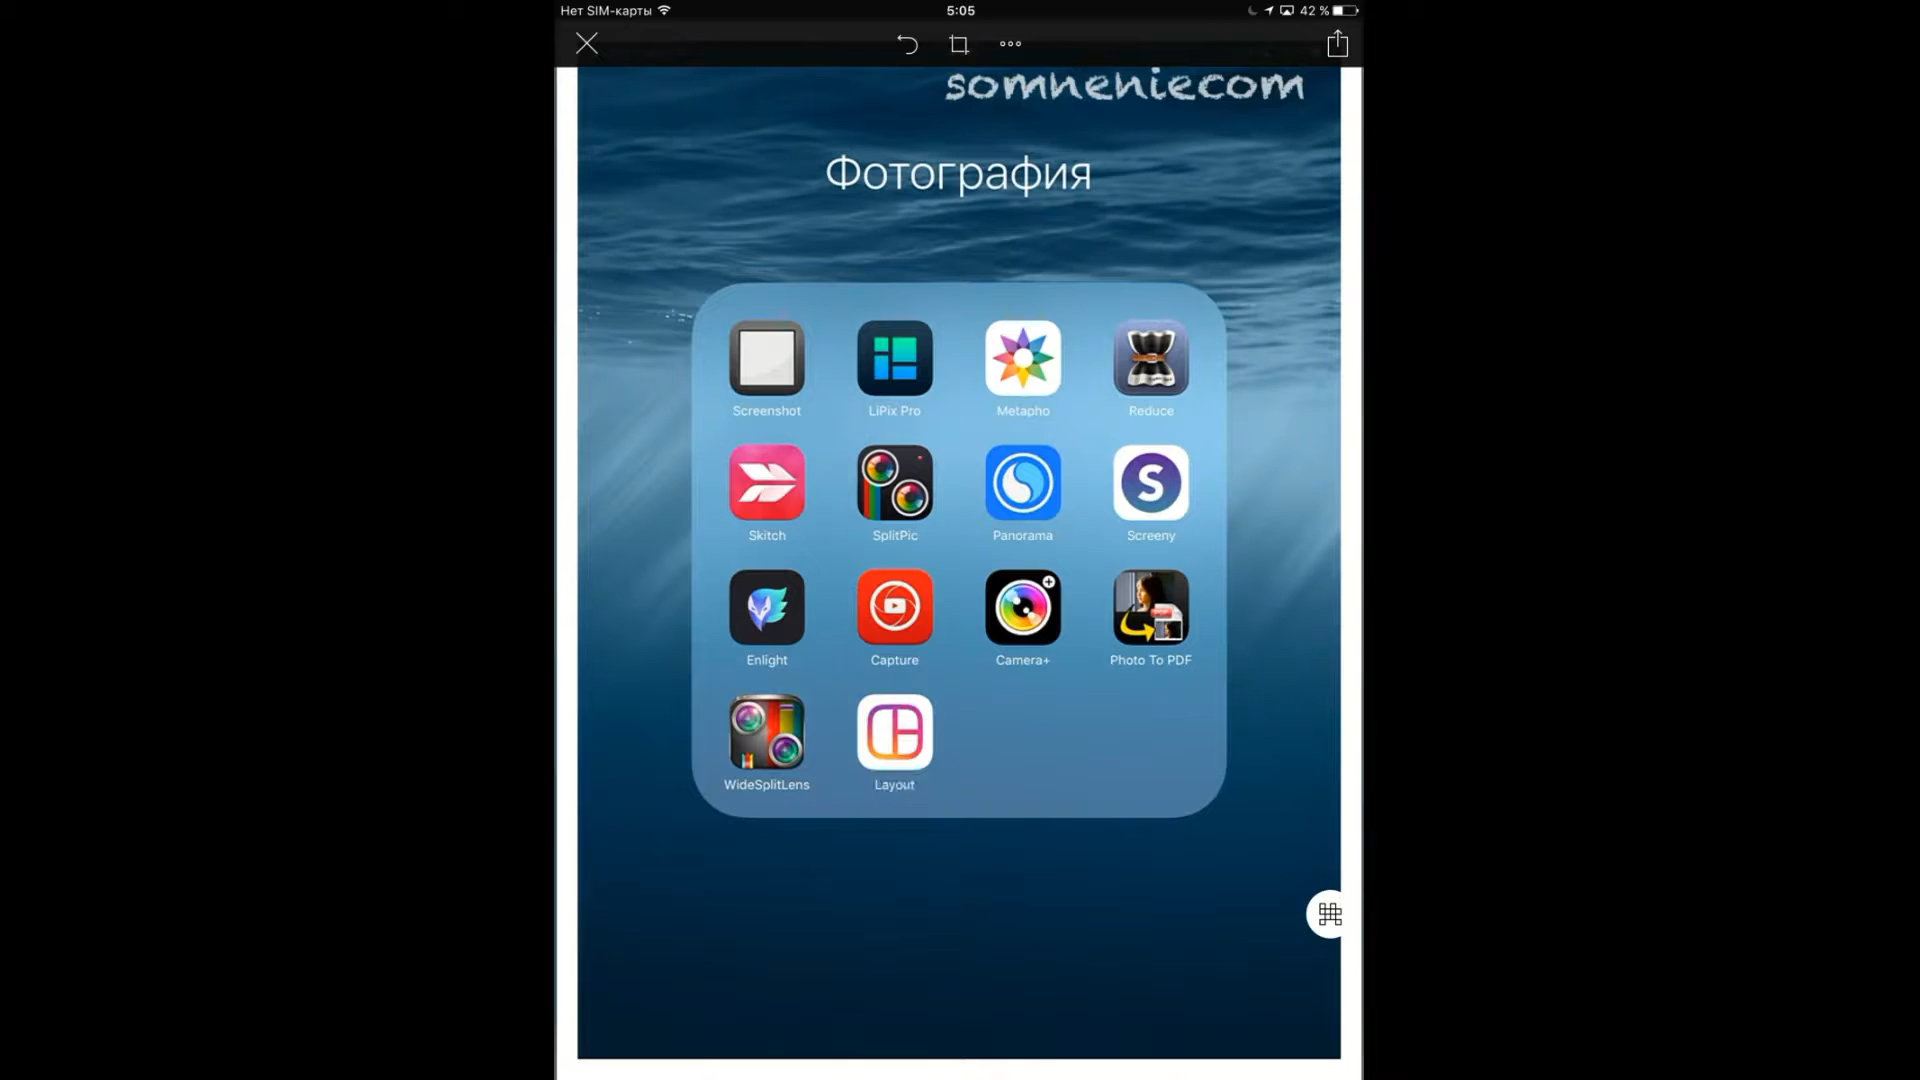 Нет SIM-карты 5:05 42 %
somneniecom
Фотография
Screenshot LiPix Pro Metapho Reduce
Skitch SplitPic Panorama Screeny
Enlight Capture Camera+ Photo To PDF
WideSplitLens Layout